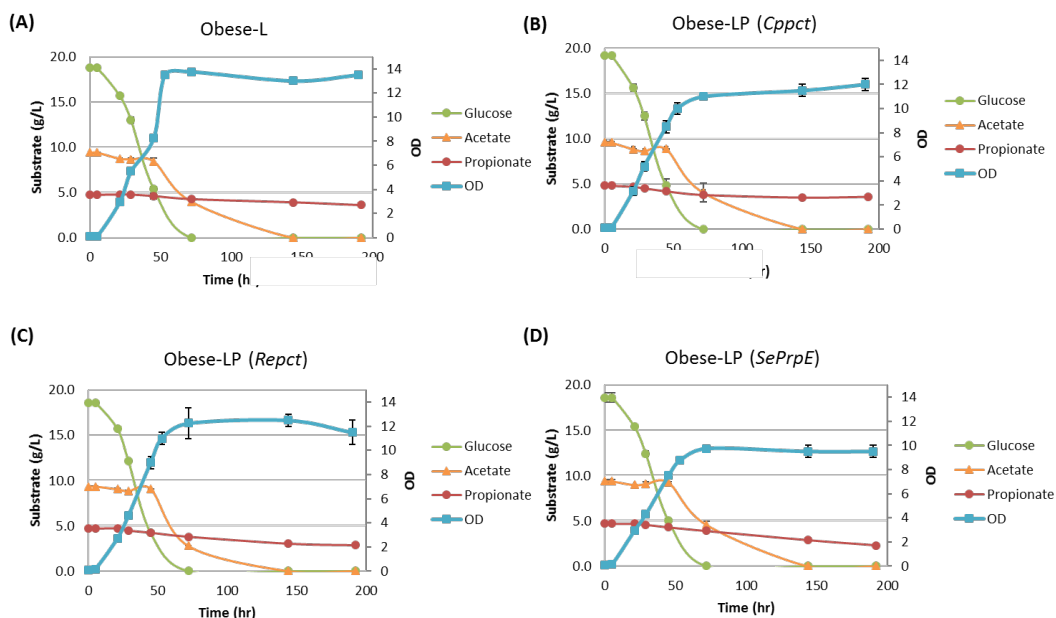 (A)
Obese-L
20.0
15.0
10.0
5.0
0.0
Substrate (g/L)
14
12
10
8
6
4
2
0
OD
0 50 100 150 200
Time (hr)
Glucose
Acetate
Propionate
OD
(B)
Obese-LP (Cppct)
20.0
15.0
10.0
5.0
0.0
Substrate (g/L)
14
12
10
8
6
4
2
0
OD
0 50 100 150 200
r)
Glucose
Acetate
Propionate
OD
(C)
Obese-LP (Repct)
20.0
15.0
10.0
5.0
0.0
Substrate (g/L)
14
12
10
8
6
4
2
0
OD
0 50 100 150 200
Time (hr)
Glucose
Acetate
Propionate
OD
(D)
Obese-LP (SePrpE)
20.0
15.0
10.0
5.0
0.0
Substrate (g/L)
14
12
10
8
6
4
2
0
OD
0 50 100 150 200
Time (hr)
Glucose
Acetate
Propionate
OD